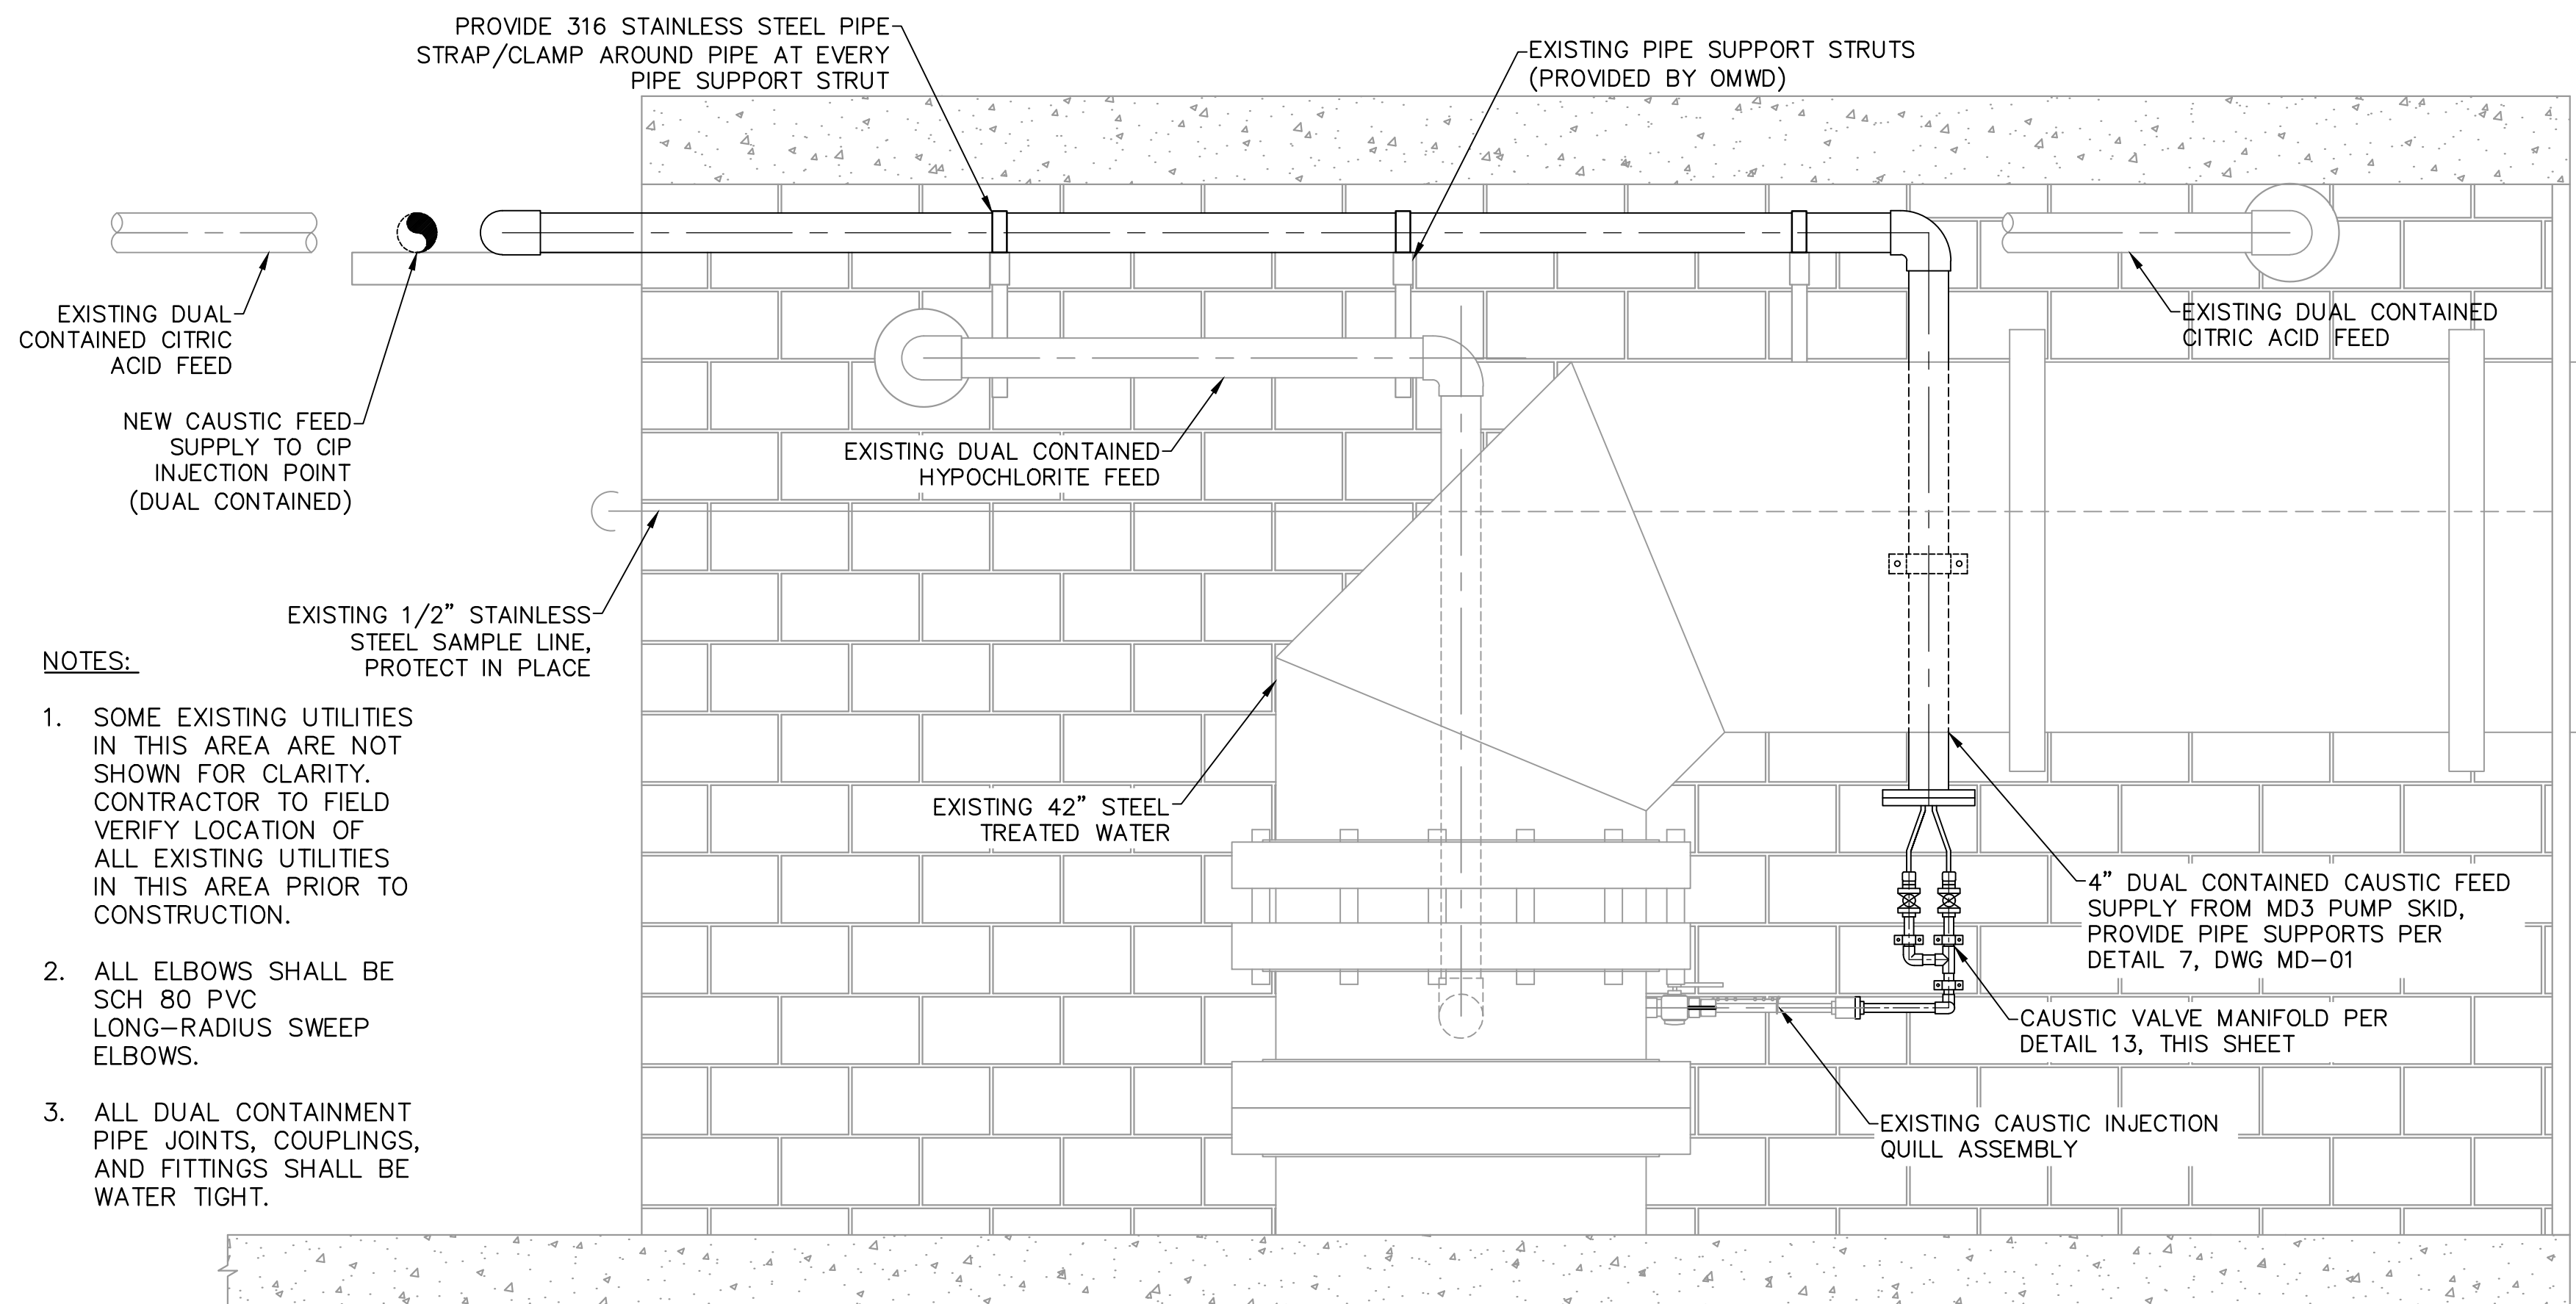 PROVIDE 316 STAINLESS STEEL PIPE
STRAP/CLAMP AROUND PIPE AT EVERY
PIPE SUPPORT STRUT
EXISTING PIPE SUPPORT STRUTS
(PROVIDED BY OMWD)
EXISTING DUAL
CONTAINED CITRIC
ACID FEED
EXISTING DUAL CONTAINED
CITRIC ACID FEED
NEW CAUSTIC FEED
SUPPLY TO CIP
INJECTION POINT
(DUAL CONTAINED)
EXISTING DUAL CONTAINED
HYPOCHLORITE FEED
EXISTING 1/2” STAINLESS
STEEL SAMPLE LINE,
PROTECT IN PLACE
NOTES:
1. SOME EXISTING UTILITIES
IN THIS AREA ARE NOT
SHOWN FOR CLARITY.
CONTRACTOR TO FIELD
VERIFY LOCATION OF
ALL EXISTING UTILITIES
IN THIS AREA PRIOR TO
CONSTRUCTION.
2. ALL ELBOWS SHALL BE
SCH 80 PVC
LONG-RADIUS SWEEP
ELBOWS.
3. ALL DUAL CONTAINMENT
PIPE JOINTS, COUPLINGS,
AND FITTINGS SHALL BE
WATER TIGHT.
EXISTING 42” STEEL
TREATED WATER
4” DUAL CONTAINED CAUSTIC FEED
SUPPLY FROM MD3 PUMP SKID,
PROVIDE PIPE SUPPORTS PER
DETAIL 7, DWG MD-01
CAUSTIC VALVE MANIFOLD PER
DETAIL 13, THIS SHEET
EXISTING CAUSTIC INJECTION
QUILL ASSEMBLY